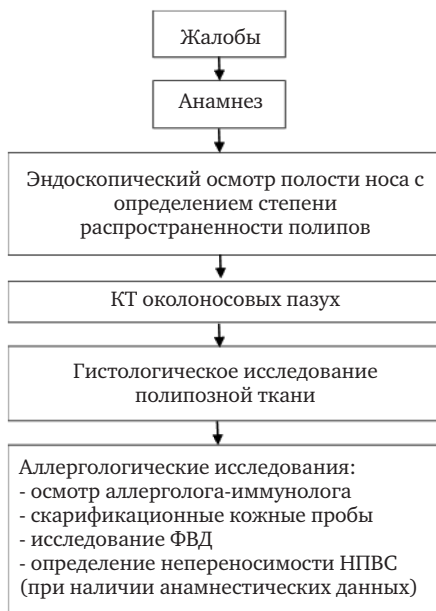 Жалобы
Анамнез
Эндоскопический осмотр полости носа с
определением степени
распространенности полипов
КТ околоносовых пазух
Гистологическое исследование
полипозной ткани
Аллергологические исследования:
- осмотр аллерголога-иммунолога
- скарификационные кожные пробы
- исследование ФВД
- определение непереносимости НПВС
(при наличии анамнестических данных)